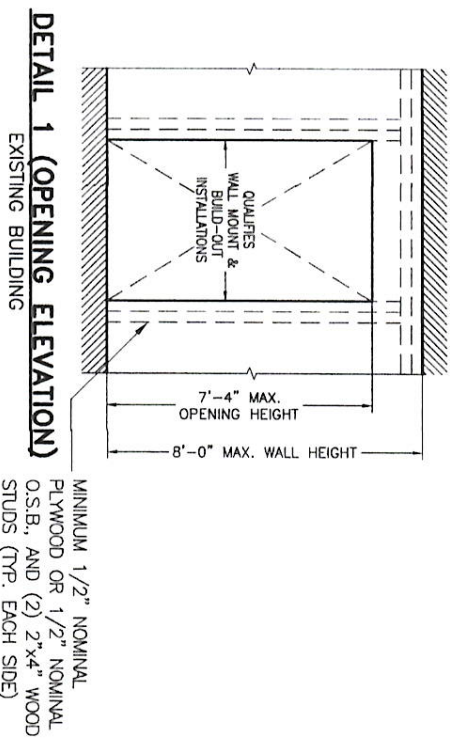 QUALIFIES
WALL MOUNT &
BUILD-OUT
INSTALLATIONS
7'-4" MAX.
OPENING HEIGHT
8'-0" MAX. WALL HEIGHT
MINIMUM 1/2" NOMINAL
PLYWOOD OR 1/2" NOMINAL
O.S.B., AND (2) 2"x4" WOOD
STUDS (TYP. EACH SIDE)
DETAIL 1 (OPENING ELEVATION)
EXISTING BUILDING